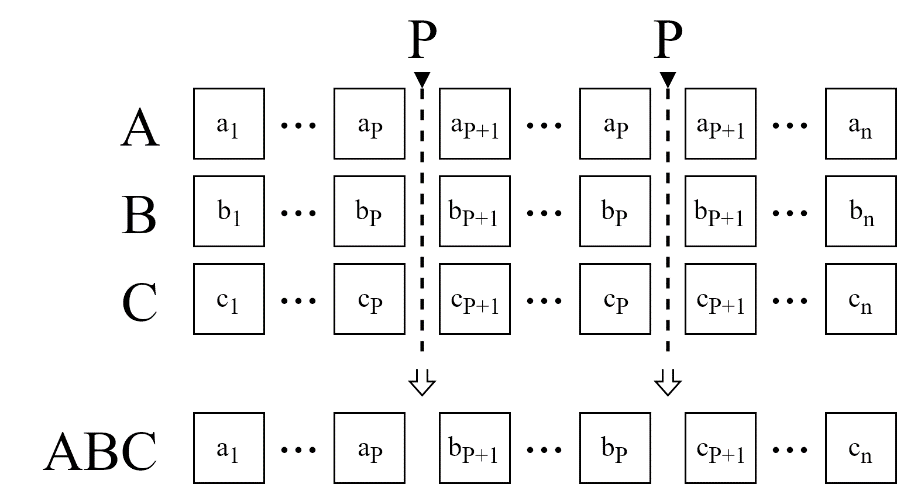 P P
A a1 ... aP aP+1 ... aP aP+1 ... an
B b1 ... bP bP+1 ... bP bP+1 ... bn
C c1 ... cP cP+1 ... cP cP+1 ... cn
ABC a1 ... aP bP+1 ... bP cP+1 ... cn